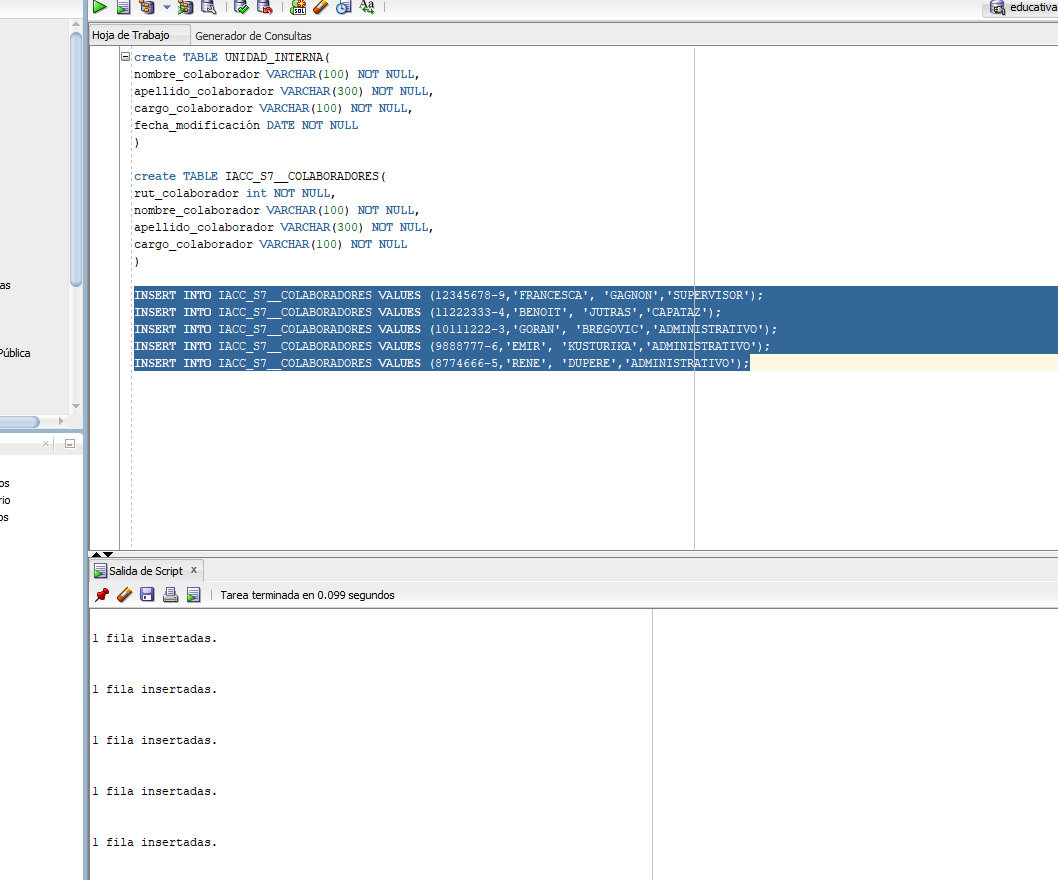 educativa
Hoja de Trabajo
Generador de Consultas
create TABLE UNIDAD_INTERNA(
nombre_colaborador VARCHAR(100) NOT NULL,
apellido_colaborador VARCHAR(300) NOT NULL,
cargo_colaborador VARCHAR(100) NOT NULL,
fecha_modificación DATE NOT NULL
)
create TABLE IACC_S7__COLABORADORES(
rut_colaborador int NOT NULL,
nombre_colaborador VARCHAR(100) NOT NULL,
apellido_colaborador VARCHAR(300) NOT NULL,
cargo_colaborador VARCHAR(100) NOT NULL
)
INSERT INTO IACC_S7__COLABORADORES VALUES (12345678-9,'FRANCESCA', 'GAGNON','SUPERVISOR');
INSERT INTO IACC_S7__COLABORADORES VALUES (11222333-4,'BENOIT', 'JUTRAS','CAPATAZ');
INSERT INTO IACC_S7__COLABORADORES VALUES (10111222-3,'GORAN', 'BREGOVIC','ADMINISTRATIVO');
INSERT INTO IACC_S7__COLABORADORES VALUES (9888777-6,'EMIR', 'KUSTURIKA','ADMINISTRATIVO');
INSERT INTO IACC_S7__COLABORADORES VALUES (8774666-5,'RENE', 'DUPERE','ADMINISTRATIVO');
as
Pública
os
rio
os
Salida de Script
Tarea terminada en 0.099 segundos
1 fila insertadas.
1 fila insertadas.
1 fila insertadas.
1 fila insertadas.
1 fila insertadas.